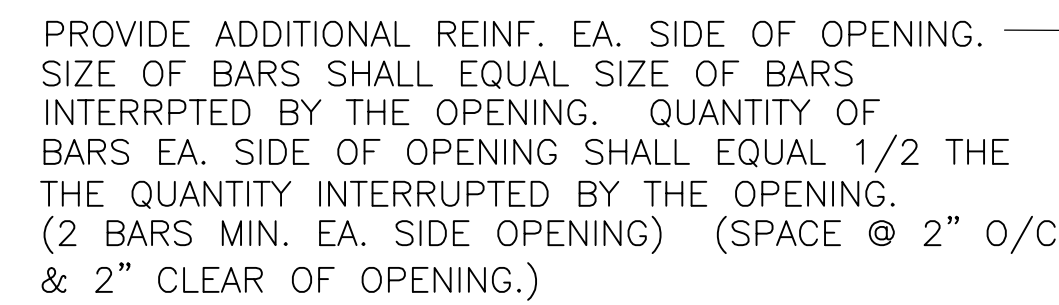 PROVIDE ADDITIONAL REINF. EA. SIDE OF OPENING.
SIZE OF BARS SHALL EQUAL SIZE OF BARS
INTERRPTED BY THE OPENING. QUANTITY OF
BARS EA. SIDE OF OPENING SHALL EQUAL 1/2 THE
THE QUANTITY INTERRUPTED BY THE OPENING.
(2 BARS MIN. EA. SIDE OPENING) (SPACE @ 2” O/C
& 2” CLEAR OF OPENING.)